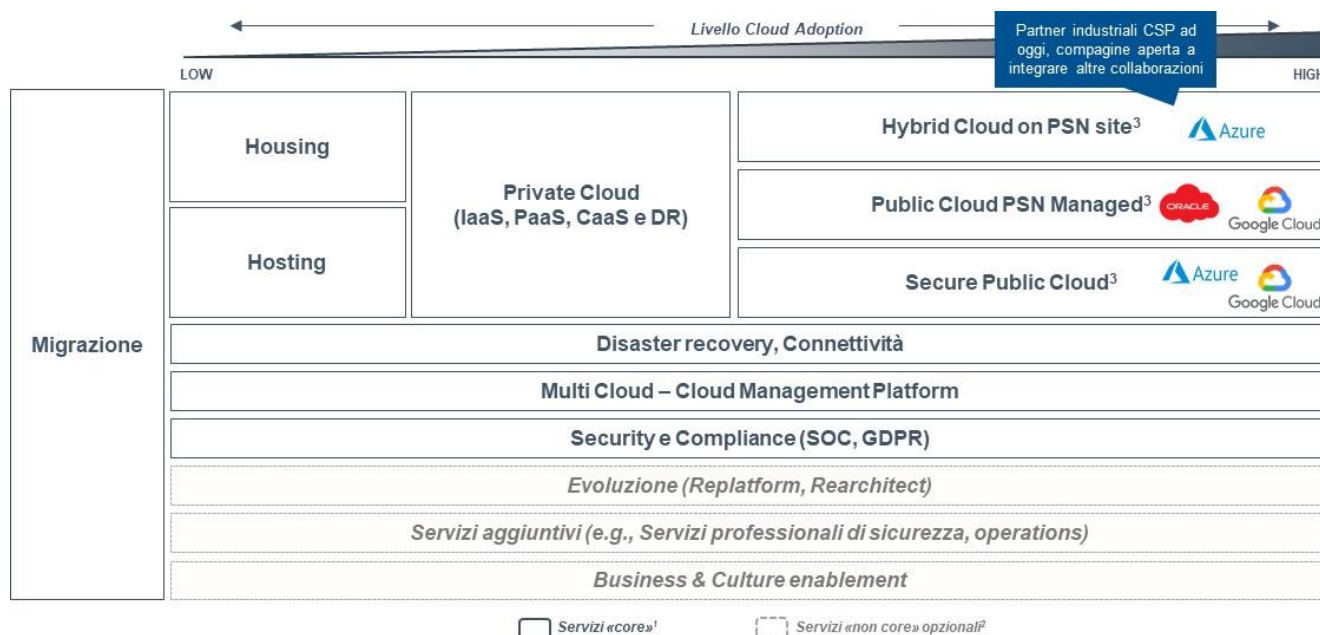 Livello Cloud Adoption
Partner industriali CSP ad
oggi, compagine aperta a
integrare altre collaborazioni
LOW
HIGH
Migrazione
Housing
Hosting
Private Cloud
(IaaS, PaaS, CaaS e DR)
Hybrid Cloud on PSN site³
Azure
Public Cloud PSN Managed³
ORACLE
Google Cloud
Secure Public Cloud³
Azure
Google Cloud
Disaster recovery, Connettività
Multi Cloud – Cloud Management Platform
Security e Compliance (SOC, GDPR)
Evoluzione (Replatform, Rearchitect)
Servizi aggiuntivi (e.g., Servizi professionali di sicurezza, operations)
Business & Culture enablement
Servizi «core»¹
Servizi «non core» opzionali²